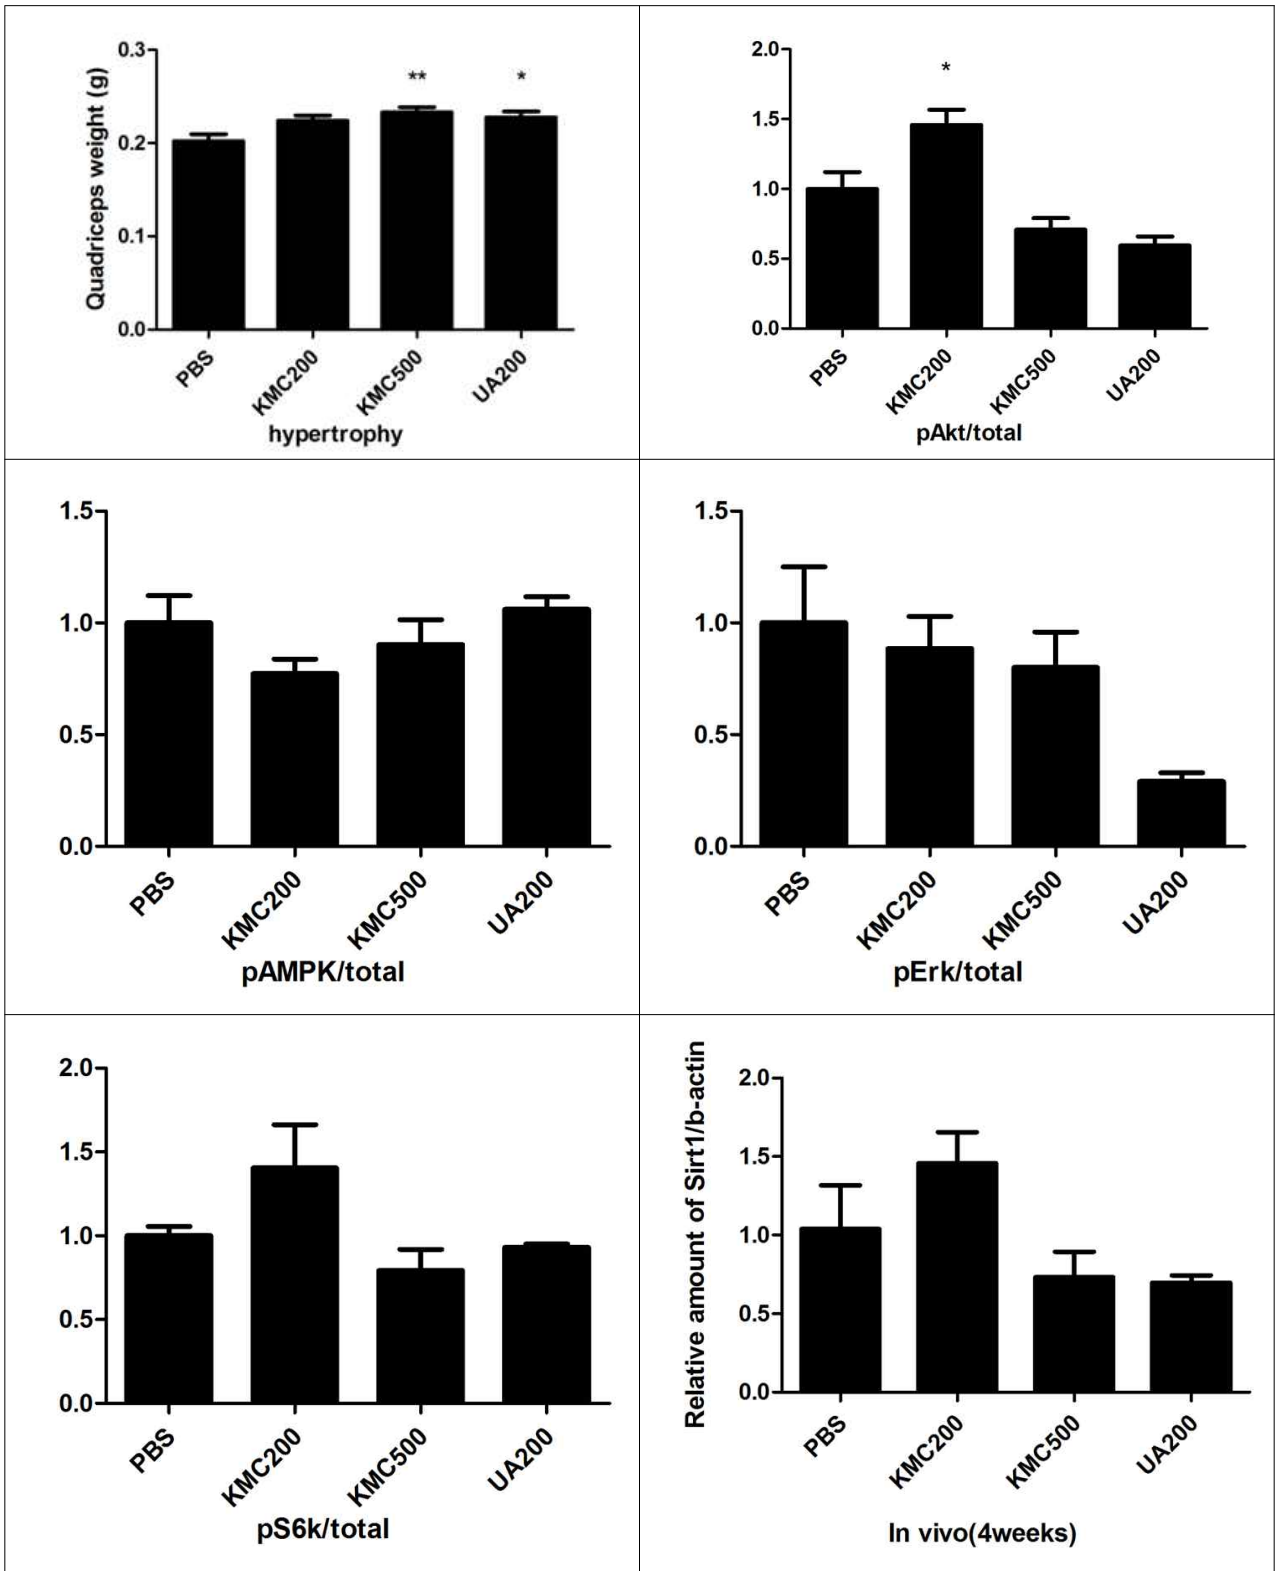 Quadriceps weight (g)
0.3
**
*
0.2
0.1
0.0
PBS
KMC200
KMC500
UA200
hypertrophy
2.0
*
1.5
1.0
0.5
0.0
PBS
KMC200
KMC500
UA200
pAkt/total
1.5
1.0
0.5
0.0
PBS
KMC200
KMC500
UA200
pAMPK/total
1.5
1.0
0.5
0.0
PBS
KMC200
KMC500
UA200
pErk/total
2.0
1.5
1.0
0.5
0.0
PBS
KMC200
KMC500
UA200
pS6k/total
Relative amount of Sirt1/b-actin
2.0
1.5
1.0
0.5
0.0
PBS
KMC200
KMC500
UA200
In vivo(4weeks)